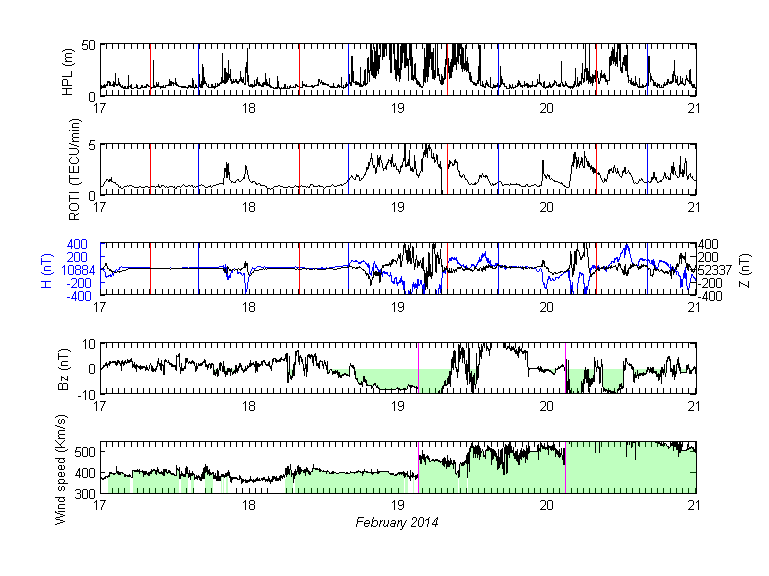 HPL (m)
50
0
17 18 19 20 21
ROTI (TECU/min)
5
0
17 18 19 20 21
H (nT)
400
200
10884
-200
-400
400
200
52337
-200
-400
Z (nT)
17 18 19 20 21
Bz (nT)
10
0
-10
17 18 19 20 21
Wind speed (Km/s)
500
400
300
17 18 19 20 21
February 2014